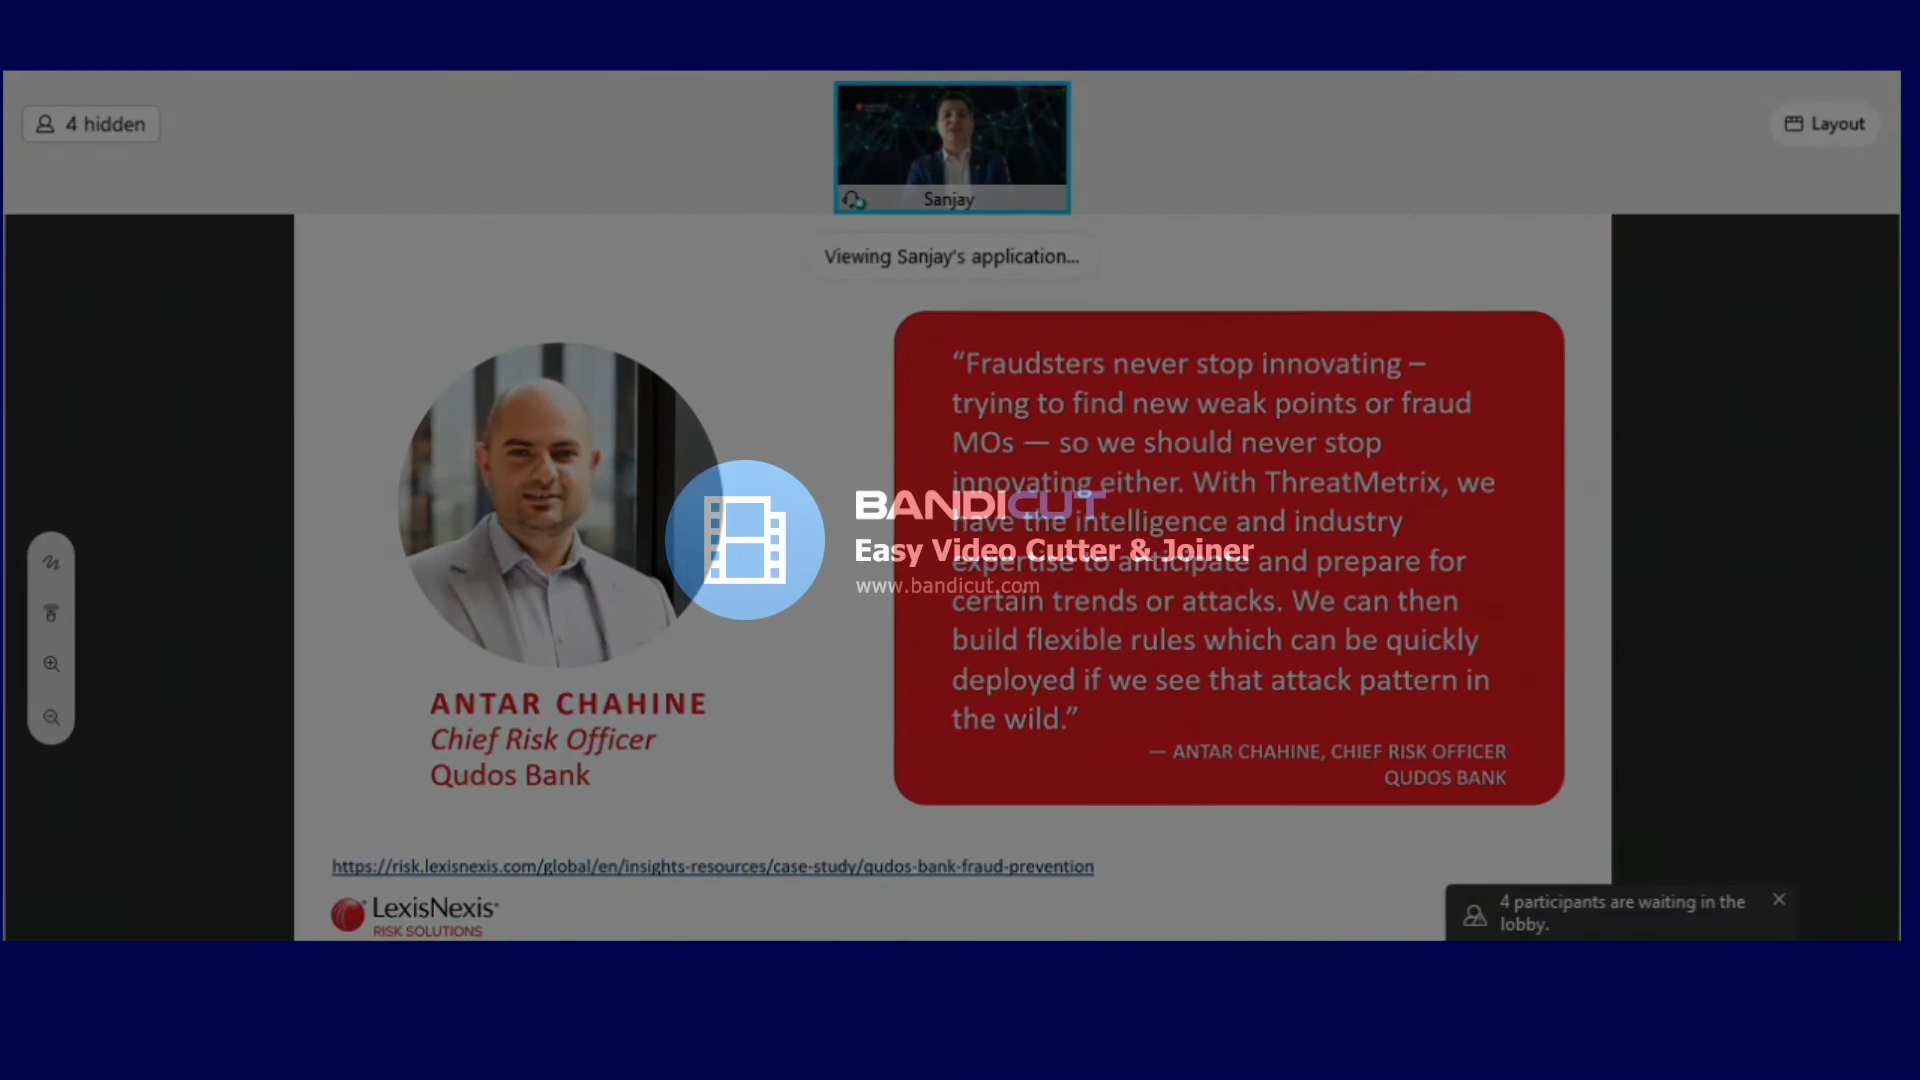 4 hidden
Layout
Sanjay
Viewing Sanjay's application...
“Fraudsters never stop innovating –
trying to find new weak points or fraud
MOs — so we should never stop
innovating either. With ThreatMetrix, we
have the intelligence and industry
expertise to anticipate and prepare for
certain trends or attacks. We can then
build flexible rules which can be quickly
deployed if we see that attack pattern in
the wild.”
— ANTAR CHAHINE, CHIEF RISK OFFICER
QUDOS BANK
BANDICUT
Easy Video Cutter & Joiner
www.bandicut.com
ANTAR CHAHINE
Chief Risk Officer
Qudos Bank
https://risk.lexisnexis.com/global/en/insights-resources/case-study/qudos-bank-fraud-prevention
LexisNexis®
RISK SOLUTIONS
4 participants are waiting in the
lobby.